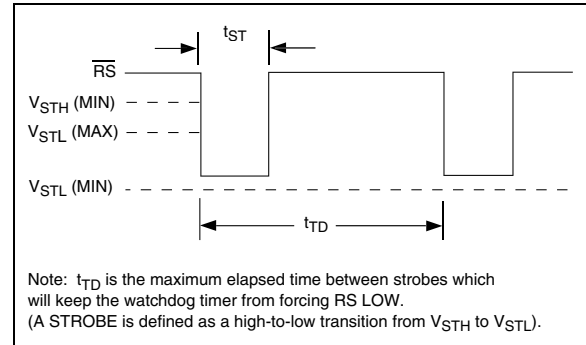 tST
RS
VSTH (MIN)
VSTL (MAX)
VSTL (MIN)
tTD
Note: tTD is the maximum elapsed time between strobes which
will keep the watchdog timer from forcing RS LOW.
(A STROBE is defined as a high-to-low transition from VSTH to VSTL).